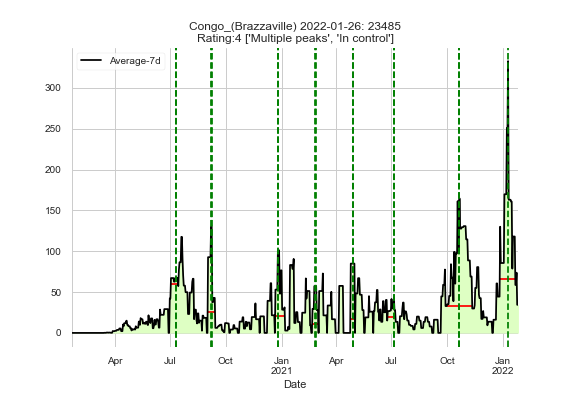 Congo_(Brazzaville) 2022-01-26: 23485
Rating:4 ['Multiple peaks', 'In control']
Average-7d
300
250
200
150
100
50
0
Apr
Jul
Oct
Jan
2021
Apr
Jul
Oct
Jan
2022
Date